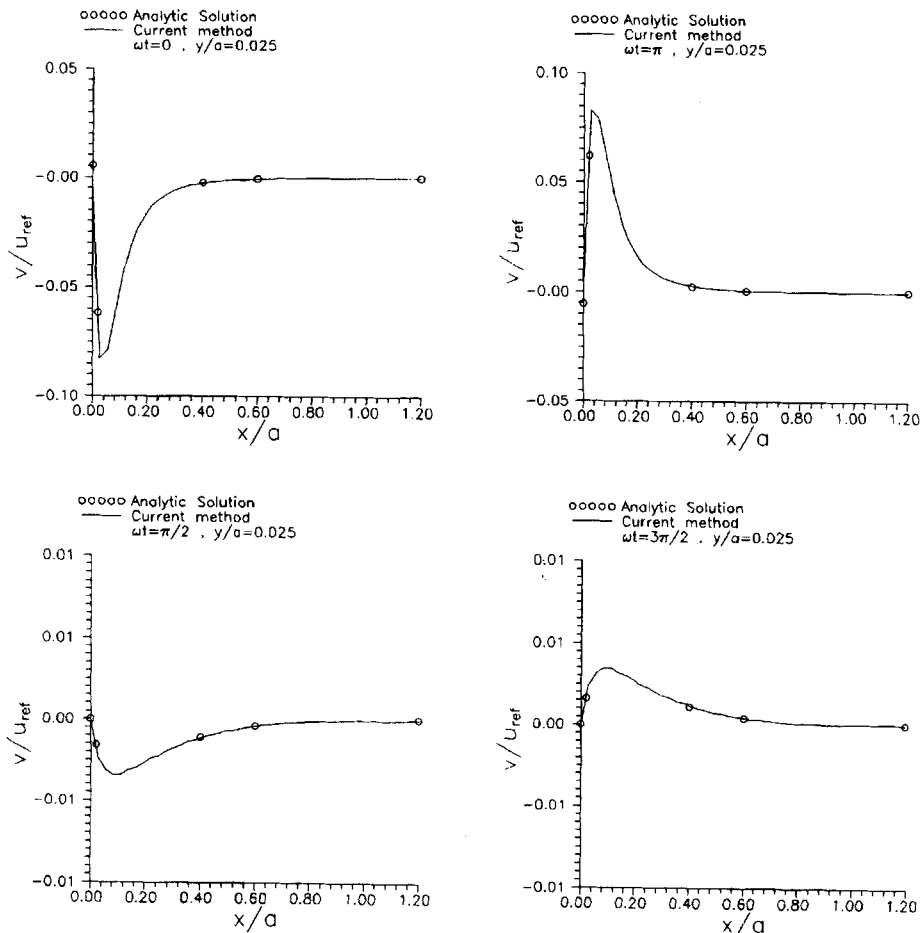 ooooo Analytic Solution
Current method
ωt=0 , y/a=0.025
0.05
-0.00
-0.05
-0.10
v/u_ref
0.00 0.20 0.40 0.60 0.80 1.00 1.20
x/a
ooooo Analytic Solution
Current method
ωt=π , y/a=0.025
0.10
0.05
-0.00
-0.05
v/u_ref
0.00 0.20 0.40 0.60 0.80 1.00 1.20
x/a
ooooo Analytic Solution
Current method
ωt=π/2 , y/a=0.025
0.01
0.01
0.00
-0.01
-0.01
v/u_ref
0.00 0.20 0.40 0.60 0.80 1.00 1.20
x/a
ooooo Analytic Solution
Current method
ωt=3π/2 , y/a=0.025
0.01
0.01
0.00
-0.01
-0.01
v/u_ref
0.00 0.20 0.40 0.60 0.80 1.00 1.20
x/a